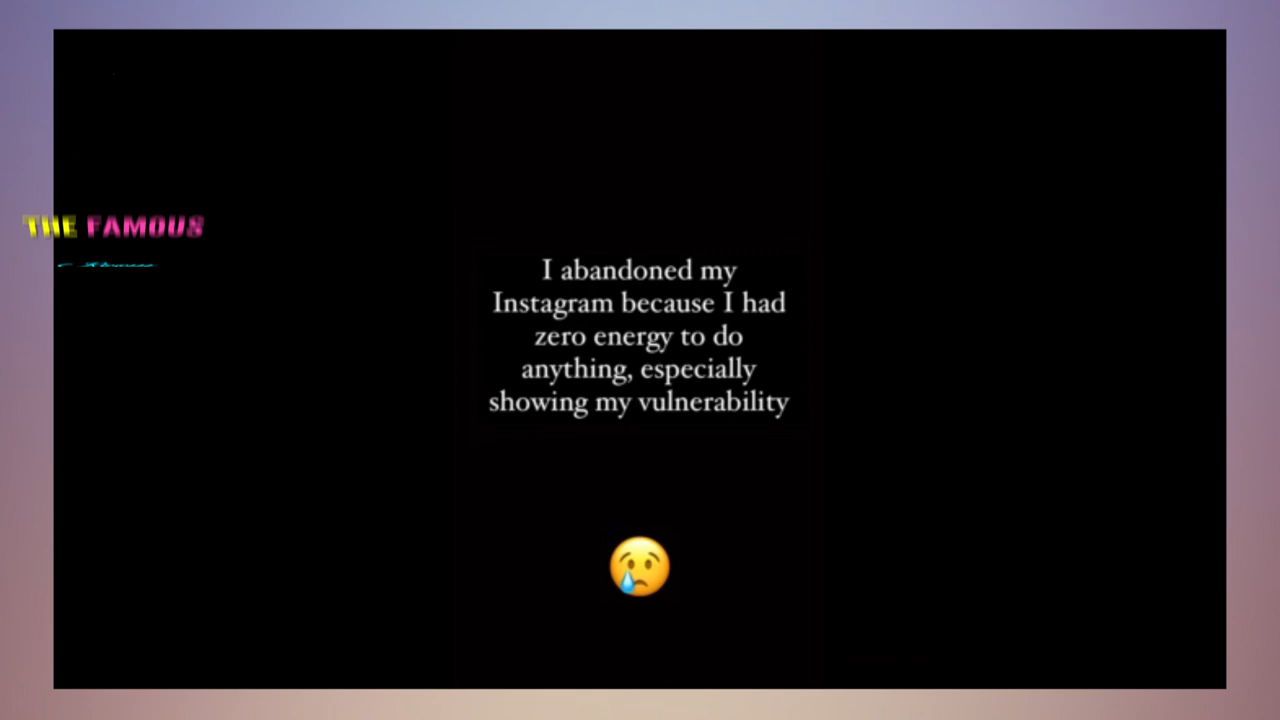 THE FAMOUS
I abandoned my
Instagram because I had
zero energy to do
anything, especially
showing my vulnerability